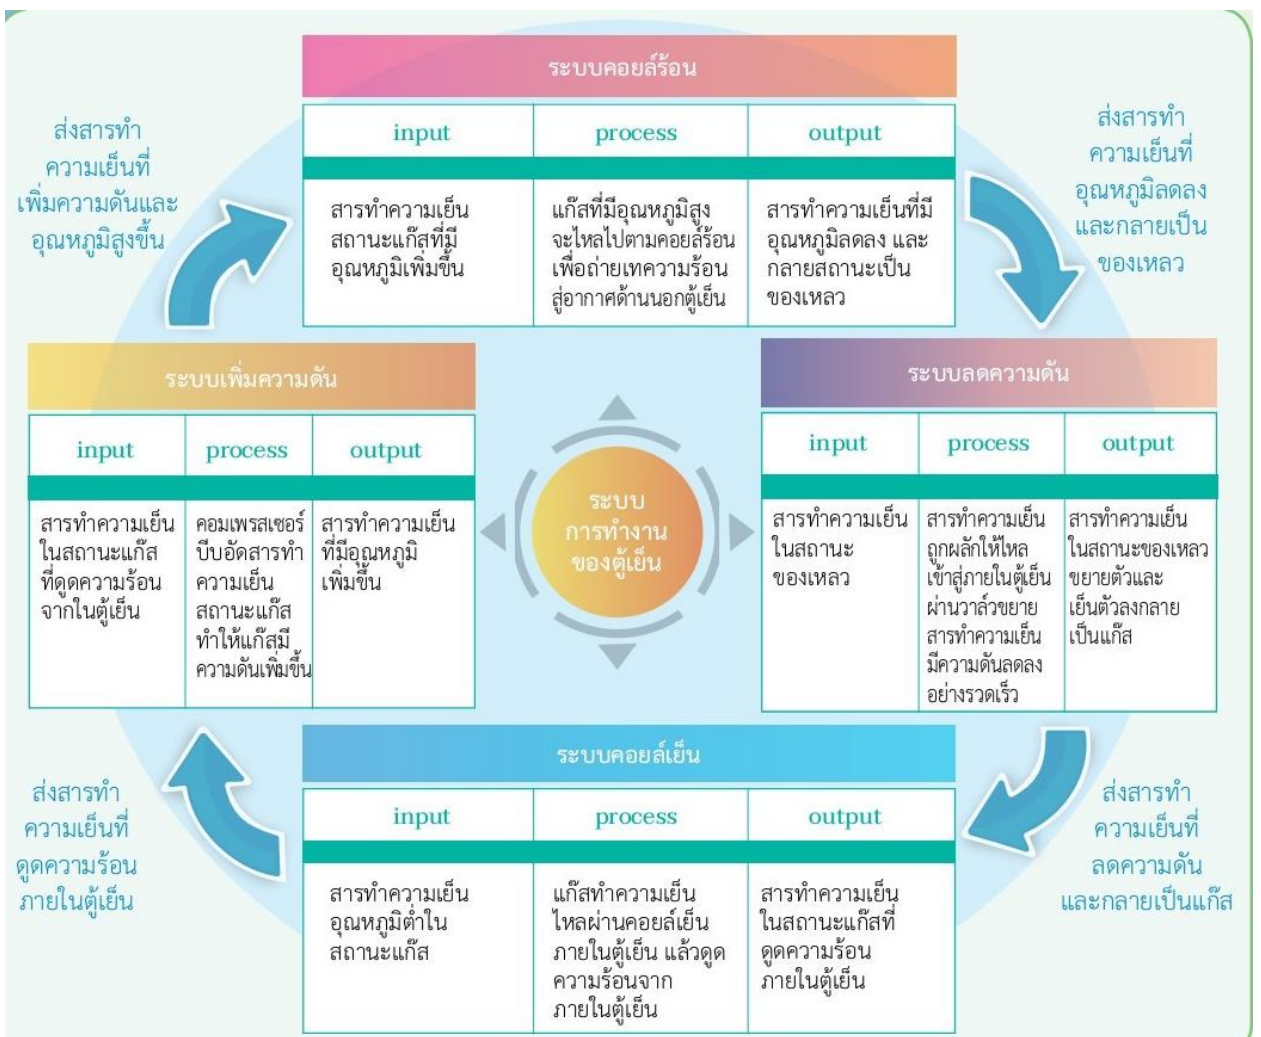 ระบบคอยล์ร้อน
input
process
output
สารทำความเย็น
สถานะแก๊สที่มี
อุณหภูมิเพิ่มขึ้น
แก๊สที่มีอุณหภูมิสูง
จะไหลไปตามคอยล์ร้อน
เพื่อถ่ายเทความร้อน
สู่อากาศด้านนอกตู้เย็น
สารทำความเย็นที่มี
อุณหภูมิลดลง และ
กลายสถานะเป็น
ของเหลว
ส่งสารทำ
ความเย็นที่
อุณหภูมิลดลง
และกลายเป็น
ของเหลว
ระบบลดความดัน
input
process
output
สารทำความเย็น
ในสถานะ
ของเหลว
สารทำความเย็น
ถูกผลักให้ไหล
เข้าสู่ภายในตู้เย็น
ผ่านวาล์วขยาย
สารทำความเย็น
มีความดันลดลง
อย่างรวดเร็ว
สารทำความเย็น
ในสถานะของเหลว
ขยายตัวและ
เย็นตัวลงกลาย
เป็นแก๊ส
ส่งสารทำ
ความเย็นที่
ลดความดัน
และกลายเป็นแก๊ส
ระบบคอยล์เย็น
input
process
output
สารทำความเย็น
อุณหภูมิต่ำใน
สถานะแก๊ส
แก๊สทำความเย็น
ไหลผ่านคอยล์เย็น
ภายในตู้เย็น แล้วดูด
ความร้อนจาก
ภายในตู้เย็น
สารทำความเย็น
ในสถานะแก๊สที่
ดูดความร้อน
ภายในตู้เย็น
ส่งสารทำ
ความเย็นที่
ดูดความร้อน
ภายในตู้เย็น
ระบบเพิ่มความดัน
input
process
output
สารทำความเย็น
ในสถานะแก๊ส
ที่ดูดความร้อน
จากในตู้เย็น
คอมเพรสเซอร์
บีบอัดสารทำ
ความเย็น
สถานะแก๊ส
ทำให้แก๊สมี
ความดันเพิ่มขึ้น
สารทำความเย็น
ที่มีอุณหภูมิ
เพิ่มขึ้น
ส่งสารทำ
ความเย็นที่
เพิ่มความดันและ
อุณหภูมิสูงขึ้น
ระบบ
การทำงาน
ของตู้เย็น